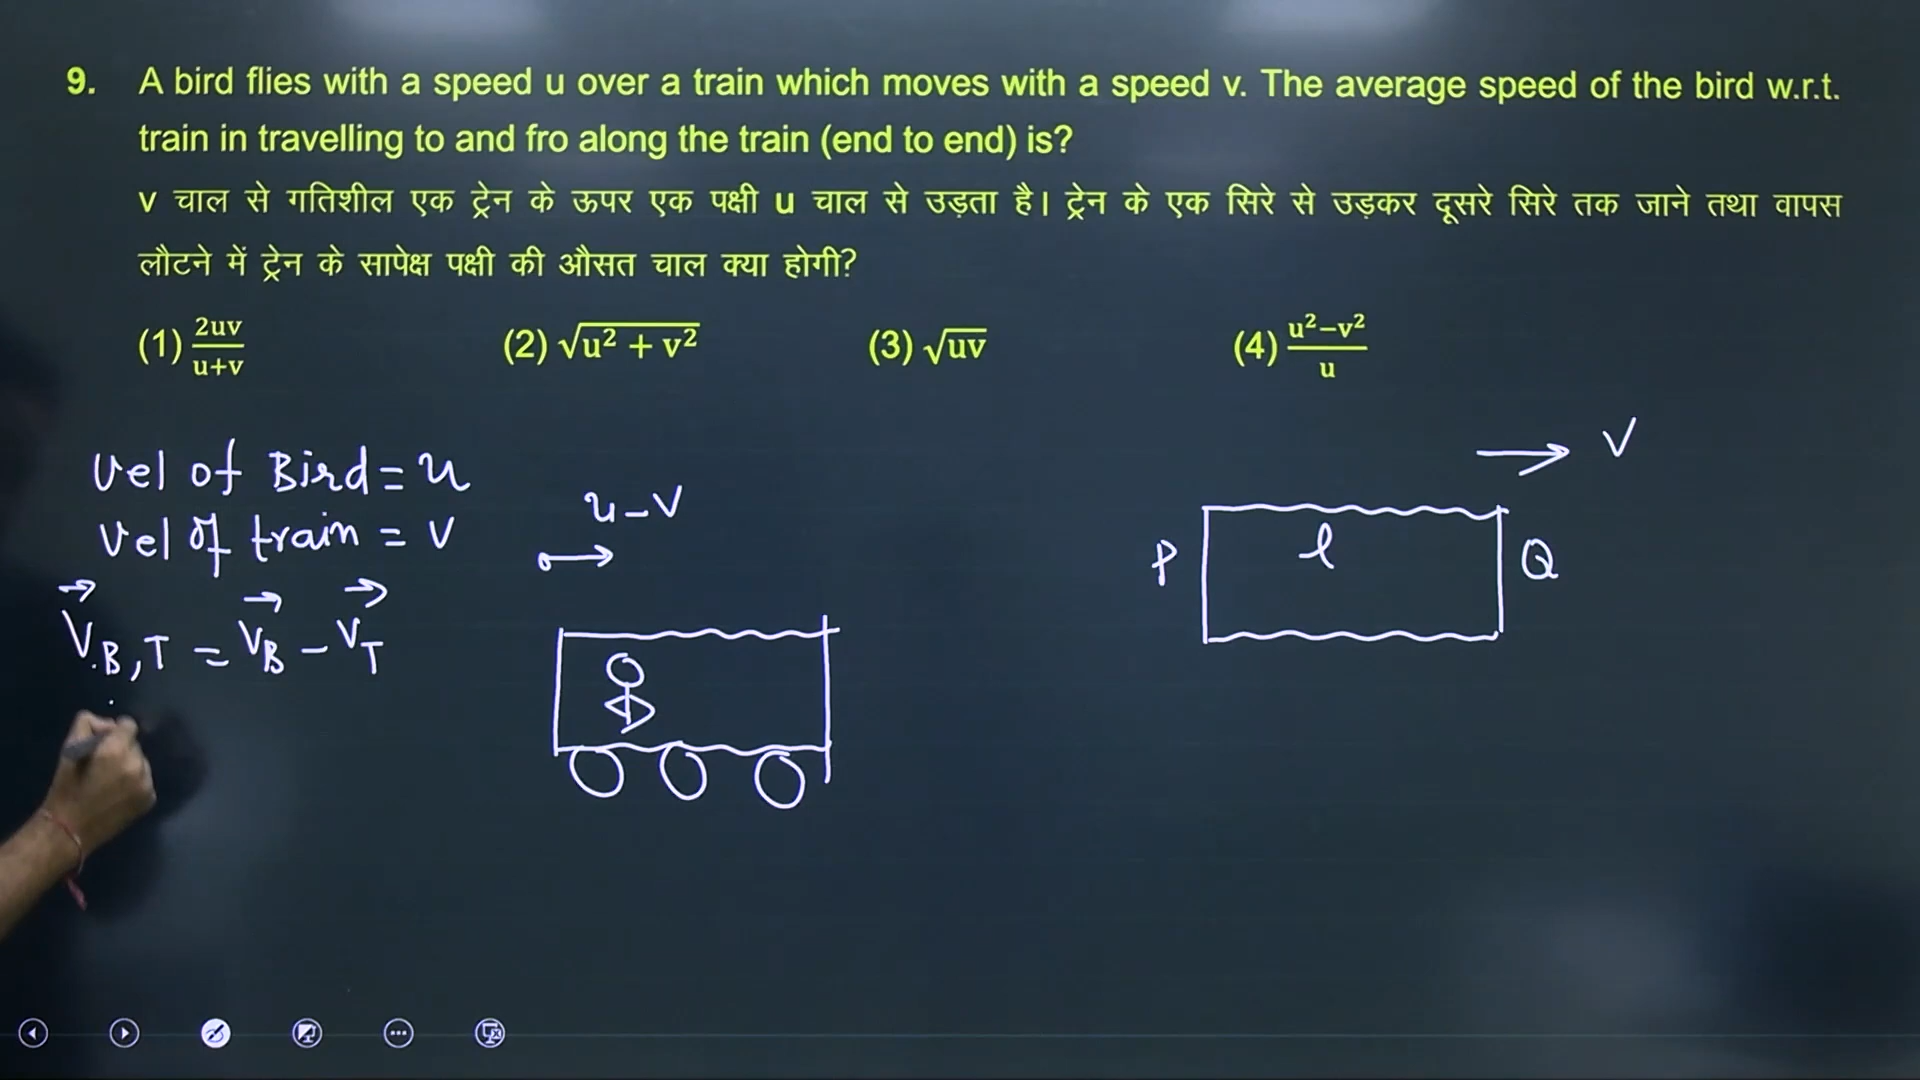 9. A bird flies with a speed u over a train which moves with a speed v. The average speed of the bird w.r.t.
train in travelling to and fro along the train (end to end) is?
v चाल से गतिशील एक ट्रेन के ऊपर एक पक्षी u चाल से उड़ता है। ट्रेन के एक सिरे से उड़कर दूसरे सिरे तक जाने तथा वापस
लौटने में ट्रेन के सापेक्ष पक्षी की औसत चाल क्या होगी?
(1) 2uv/u+v (2) √u²+v² (3) √uv (4) u²−v²/u
Vel of Bird = u
Vel of train = V
V⃗B,T = V⃗B − V⃗T
u − V
V
P l Q